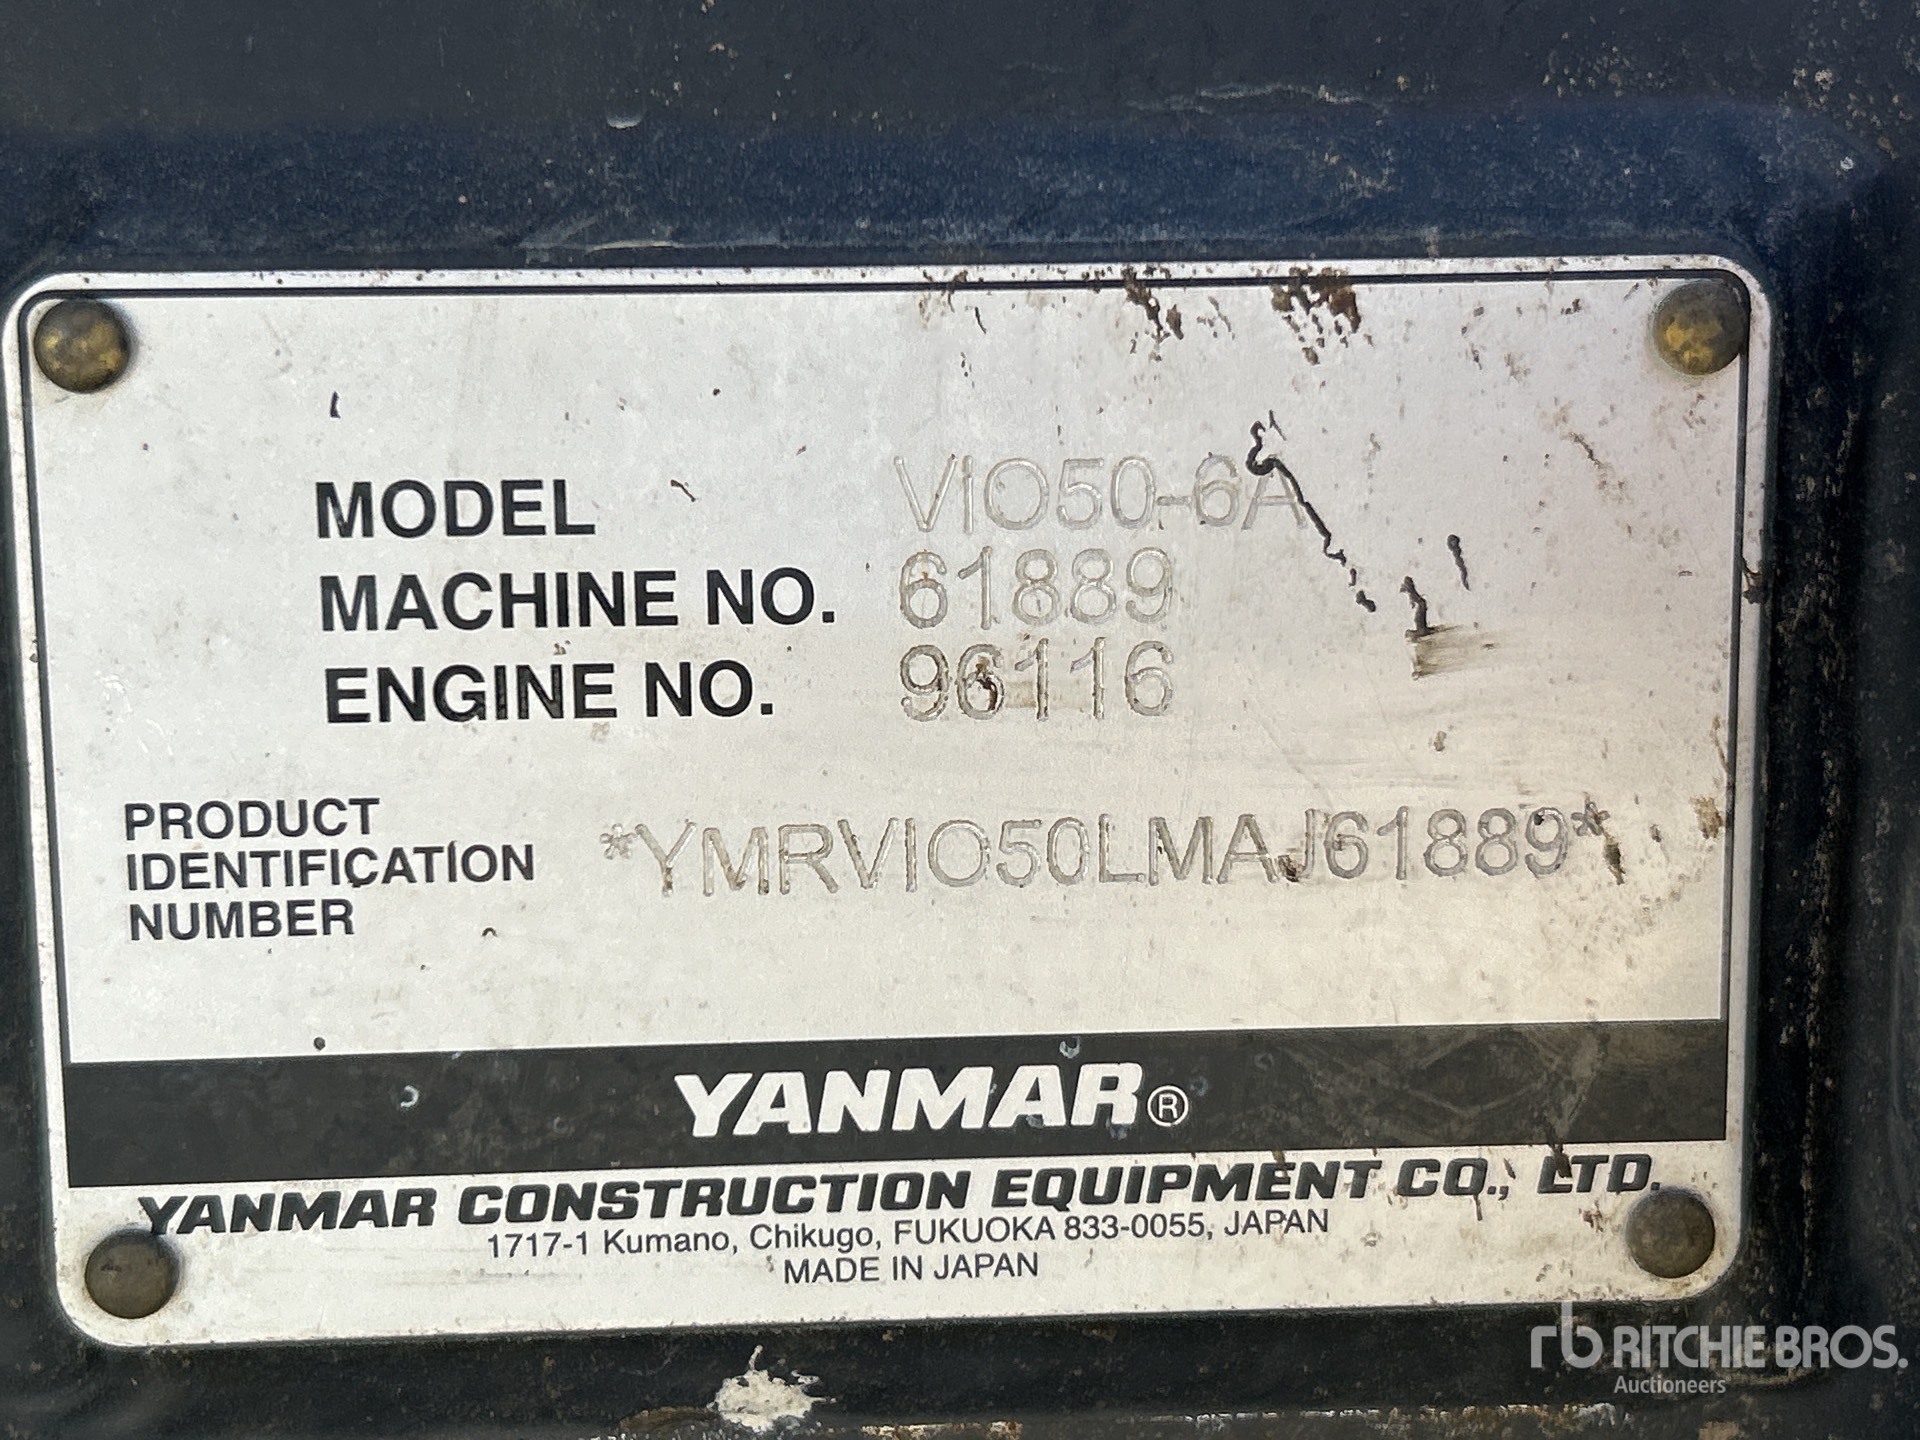 MODEL VIO50-6A
MACHINE NO. 61889
ENGINE NO. 96116
PRODUCT
IDENTIFICATION
NUMBER
*YMRVIO50LMAJ61889*
YANMAR®
YANMAR CONSTRUCTION EQUIPMENT CO., LTD.
1717-1 Kumano, Chikugo, FUKUOKA 833-0055, JAPAN
MADE IN JAPAN
rb RITCHIE BROS.
Auctioneers